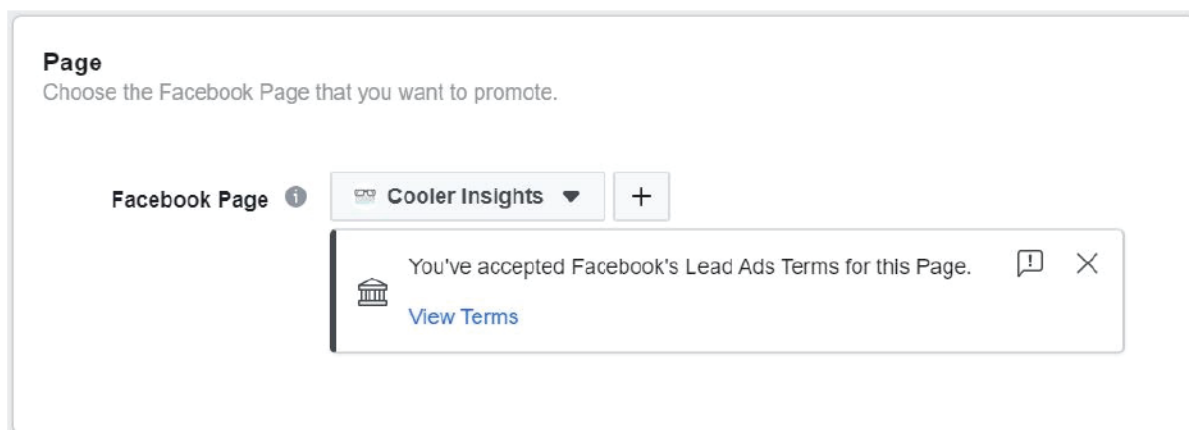 Page
Choose the Facebook Page that you want to promote.
Facebook Page
Cooler Insights
You've accepted Facebook's Lead Ads Terms for this Page.
View Terms